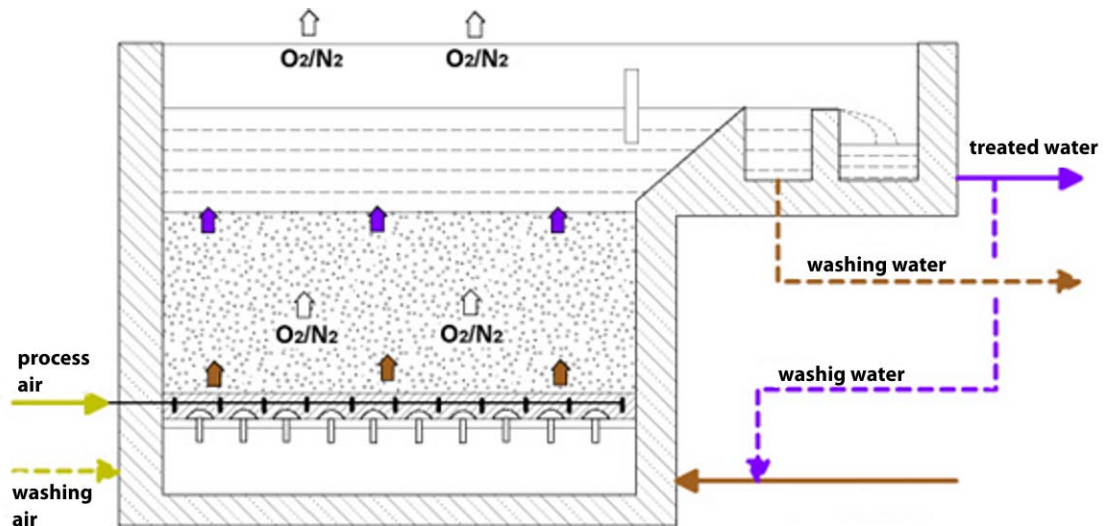 O2/N2
O2/N2
treated water
washing water
O2/N2
O2/N2
process
air
washig water
washing
air